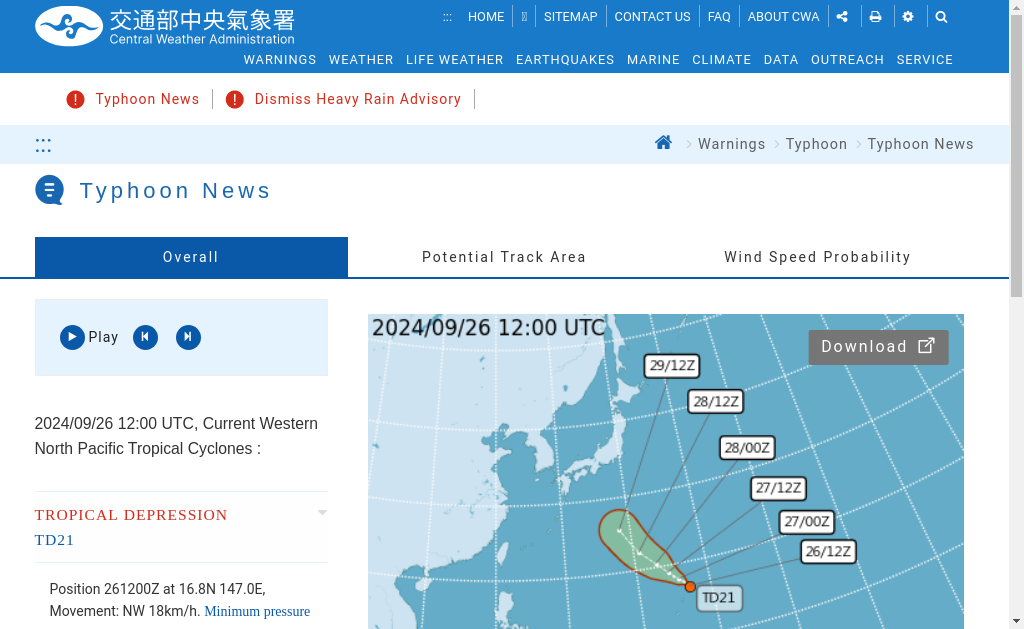 交通部中央氣象署
Central Weather Administration
::: HOME SITEMAP CONTACT US FAQ ABOUT CWA
WARNINGS WEATHER LIFE WEATHER EARTHQUAKES MARINE CLIMATE DATA OUTREACH SERVICE
Typhoon News
Dismiss Heavy Rain Advisory
:::
Warnings Typhoon Typhoon News
Typhoon News
Overall
Potential Track Area
Wind Speed Probability
Play
2024/09/26 12:00 UTC, Current Western
North Pacific Tropical Cyclones :
TROPICAL DEPRESSION
TD21
Position 261200Z at 16.8N 147.0E,
Movement: NW 18km/h. Minimum pressure
2024/09/26 12:00 UTC
Download
29/12Z
28/12Z
28/00Z
27/12Z
27/00Z
26/12Z
TD21